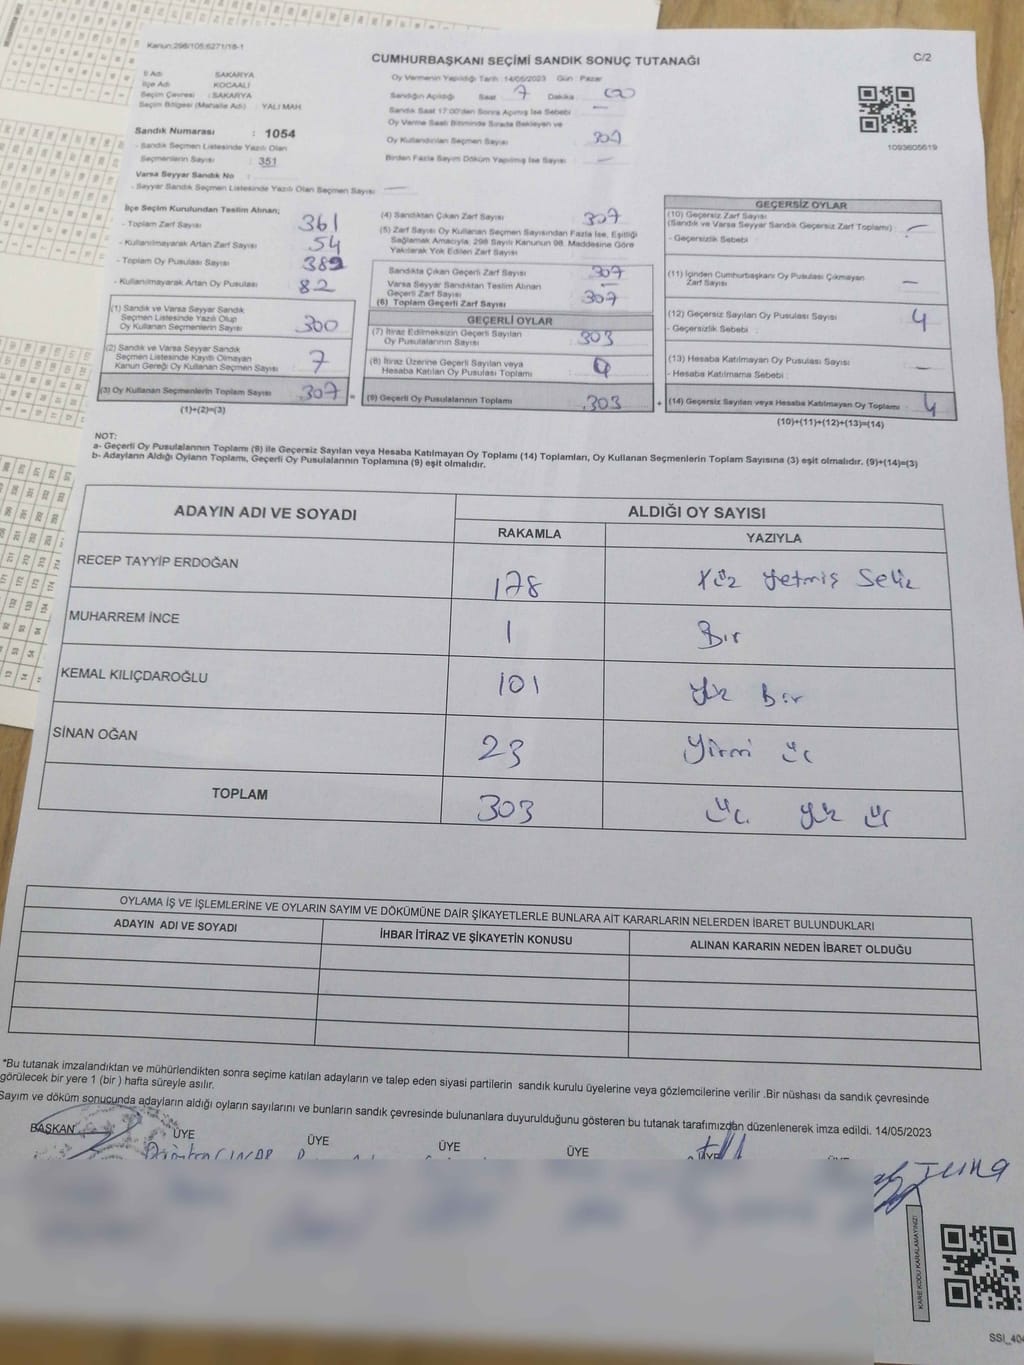 Kanun:298/105;6271/18-1
CUMHURBAŞKANI SEÇİMİ SANDIK SONUÇ TUTANAĞI
C/2
İl Adı SAKARYA
İlçe Adı KOCAALİ
Seçim Çevresi : SAKARYA
Seçim Bölgesi (Mahalle Adı) : YALI MAH.
Sandık Numarası : 1054
- Sandık Seçmen Listesinde Yazılı Olan
Seçmenlerin Sayısı : 351
Varsa Seyyar Sandık No :
- Seyyar Sandık Seçmen Listesinde Yazılı Olan Seçmen Sayısı —
Oy Vermenin Yapıldığı Tarih :14/05/2023 Gün : Pazar
Sandığın Açıldığı Saat 7 Dakika 00
Sandık Saat 17:00'den Sonra Açılmış İse Sebebi —
Oy Verme Saati Bitiminde Sırada Bekleyen ve
Oy Kullandırılan Seçmen Sayısı 307
Birden Fazla Sayım Döküm Yapılmış İse Sayısı —
1093605619
İlçe Seçim Kurulundan Teslim Alınan;
- Toplam Zarf Sayısı 361
- Kullanılmayarak Artan Zarf Sayısı 54
- Toplam Oy Pusulası Sayısı 389
- Kullanılmayarak Artan Oy Pusulası 82
(1) Sandık ve Varsa Seyyar Sandık
Seçmen Listesinde Yazılı Olup
Oy Kullanan Seçmenlerin Sayısı 300
(2) Sandık ve Varsa Seyyar Sandık
Seçmen Listesinde Kayıtlı Olmayan
Kanun Gereği Oy Kullanan Seçmen Sayısı 7
(3) Oy Kullanan Seçmenlerin Toplam Sayısı 307
(1)+(2)=(3)
(4) Sandıktan Çıkan Zarf Sayısı 307
(5) Zarf Sayısı Oy Kullanan Seçmen Sayısından Fazla İse, Eşitliği
Sağlamak Amacıyla, 298 Sayılı Kanunun 98. Maddesine Göre
Yakılarak Yok Edilen Zarf Sayısı
Sandıkta Çıkan Geçerli Zarf Sayısı 307
Varsa Seyyar Sandıktan Teslim Alınan
Geçerli Zarf Sayısı —
(6) Toplam Geçerli Zarf Sayısı 307
GEÇERLİ OYLAR
(7) İtiraz Edilmeksizin Geçerli Sayılan
Oy Pusulalarının Sayısı 303
(8) İtiraz Üzerine Geçerli Sayılan veya
Hesaba Katılan Oy Pusulası Toplamı
(9) Geçerli Oy Pusulalarının Toplamı 303
GEÇERSİZ OYLAR
(10) Geçersiz Zarf Sayısı
(Sandık ve Varsa Seyyar Sandık Geçersiz Zarf Toplamı) —
- Geçersizlik Sebebi
(11) İçinden Cumhurbaşkanı Oy Pusulası Çıkmayan
Zarf Sayısı —
(12) Geçersiz Sayılan Oy Pusulası Sayısı 4
- Geçersizlik Sebebi :
(13) Hesaba Katılmayan Oy Pusulası Sayısı —
- Hesaba Katılmama Sebebi :
(14) Geçersiz Sayılan veya Hesaba Katılmayan Oy Toplamı 4
(10)+(11)+(12)+(13)=(14)
NOT:
a- Geçerli Oy Pusulalarının Toplamı (9) ile Geçersiz Sayılan veya Hesaba Katılmayan Oy Toplamı (14) Toplamları, Oy Kullanan Seçmenlerin Toplam Sayısına (3) eşit olmalıdır. (9)+(14)=(3)
b- Adayların Aldığı Oyların Toplamı, Geçerli Oy Pusulalarının Toplamına (9) eşit olmalıdır.
ADAYIN ADI VE SOYADI
ALDIĞI OY SAYISI
RAKAMLA YAZIYLA
RECEP TAYYİP ERDOĞAN 178 Yüz Yetmiş Sekiz
MUHARREM İNCE 1 Bir
KEMAL KILIÇDAROĞLU 101 Yüz Bir
SİNAN OĞAN 23 Yirmi üç
TOPLAM 303 üç yüz üç
OYLAMA İŞ VE İŞLEMLERİNE VE OYLARIN SAYIM VE DÖKÜMÜNE DAİR ŞİKAYETLERLE BUNLARA AİT KARARLARIN NELERDEN İBARET BULUNDUKLARI
ADAYIN ADI VE SOYADI İHBAR İTİRAZ VE ŞİKAYETİN KONUSU ALINAN KARARIN NEDEN İBARET OLDUĞU
*Bu tutanak imzalandıktan ve mühürlendikten sonra seçime katılan adayların ve talep eden siyasi partilerin sandık kurulu üyelerine veya gözlemcilerine verilir .Bir nüshası da sandık çevresinde
görülecek bir yere 1 (bir ) hafta süreyle asılır.
Sayım ve döküm sonucunda adayların aldığı oyların sayılarını ve bunların sandık çevresinde bulunanlara duyurulduğunu gösteren bu tutanak tarafımızdan düzenlenerek imza edildi. 14/05/2023
BAŞKAN ÜYE ÜYE ÜYE ÜYE ÜYE
KARE KODU KARALAMAYINIZ!